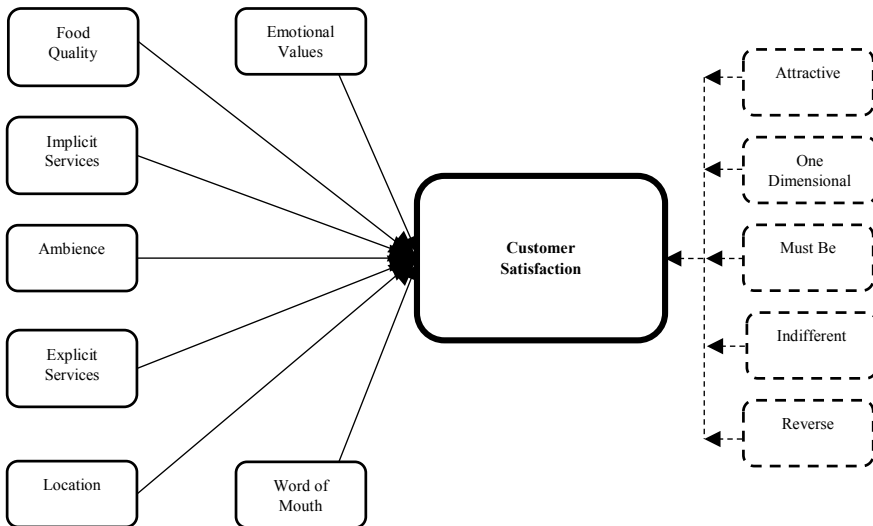 Food
Quality
Emotional
Values
Implicit
Services
Ambience
Explicit
Services
Location
Word of
Mouth
Customer
Satisfaction
Attractive
One
Dimensional
Must Be
Indifferent
Reverse